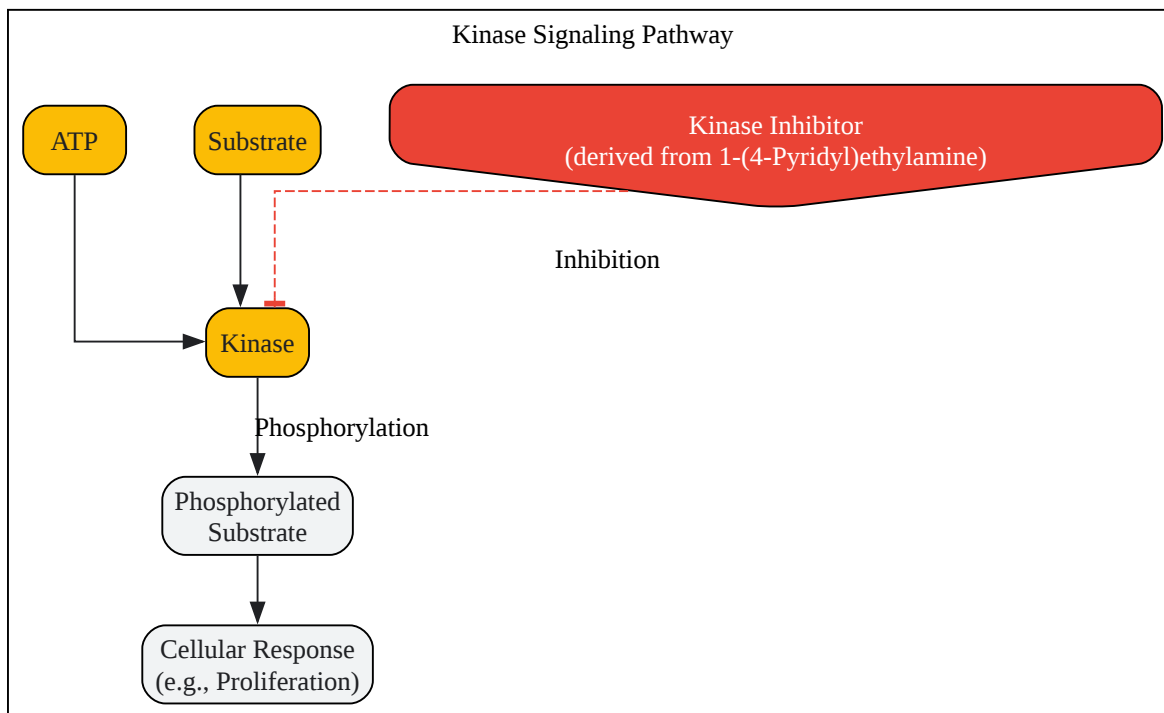 Kinase Signaling Pathway
ATP
Substrate
Kinase Inhibitor
(derived from 1-(4-Pyridyl)ethylamine)
Inhibition
Kinase
Phosphorylation
Phosphorylated
Substrate
Cellular Response
(e.g., Proliferation)